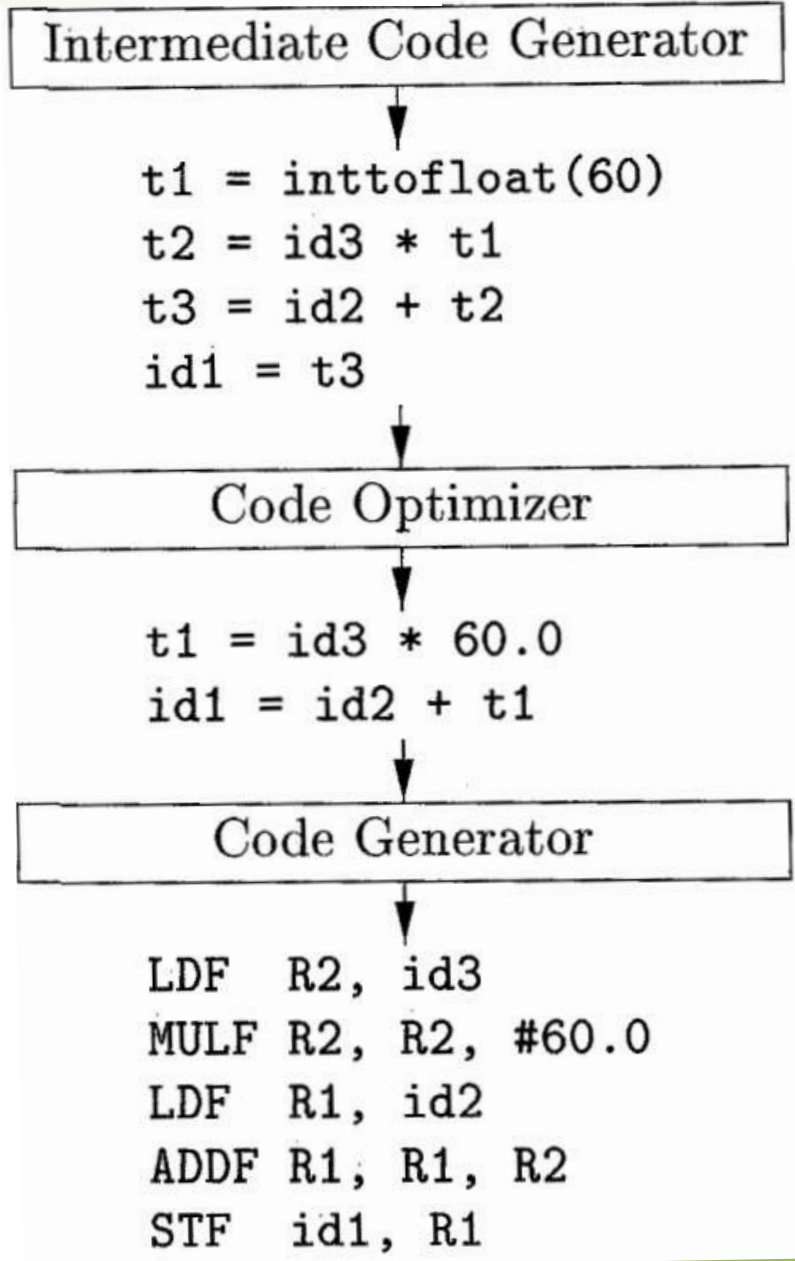 Intermediate Code Generator
t1 = inttofloat(60)
t2 = id3 * t1
t3 = id2 + t2
id1 = t3
Code Optimizer
t1 = id3 * 60.0
id1 = id2 + t1
Code Generator
LDF R2, id3
MULF R2, R2, #60.0
LDF R1, id2
ADDF R1, R1, R2
STF id1, R1